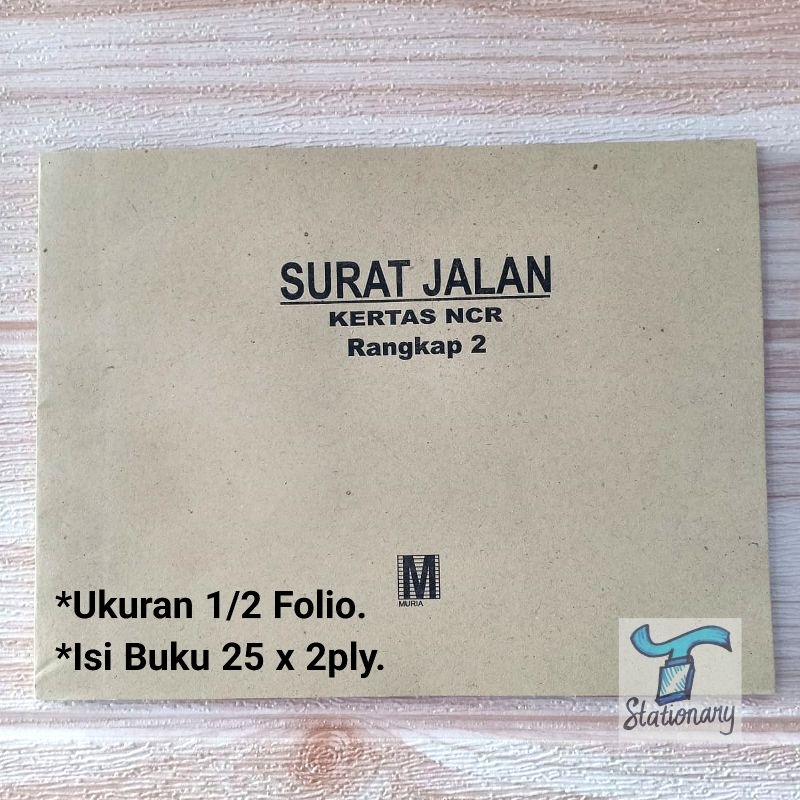 SURAT JALAN
KERTAS NCR
Rangkap 2
M
MURIA
*Ukuran 1/2 Folio.
*Isi Buku 25 x 2ply.
T
Stationary